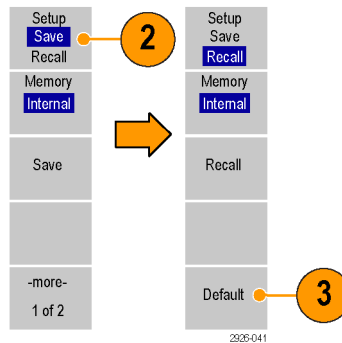 Setup
Save
Recall
Memory
Internal
Save
-more-
1 of 2
2
Setup
Save
Recall
Memory
Internal
Recall
Default
3
2926-041